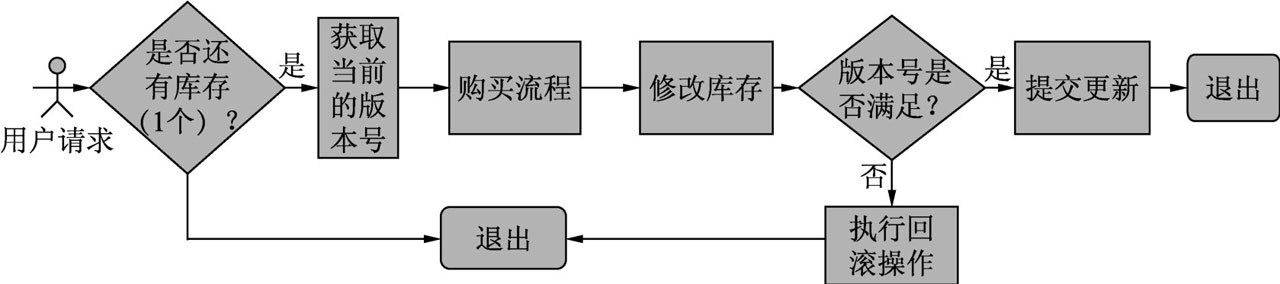 用户请求
是否还
有库存
(1个)?
是
获取
当前
的版
本号
购买流程
修改库存
版本号是
否满足?
是
提交更新
退出
否
执行回
滚操作
退出